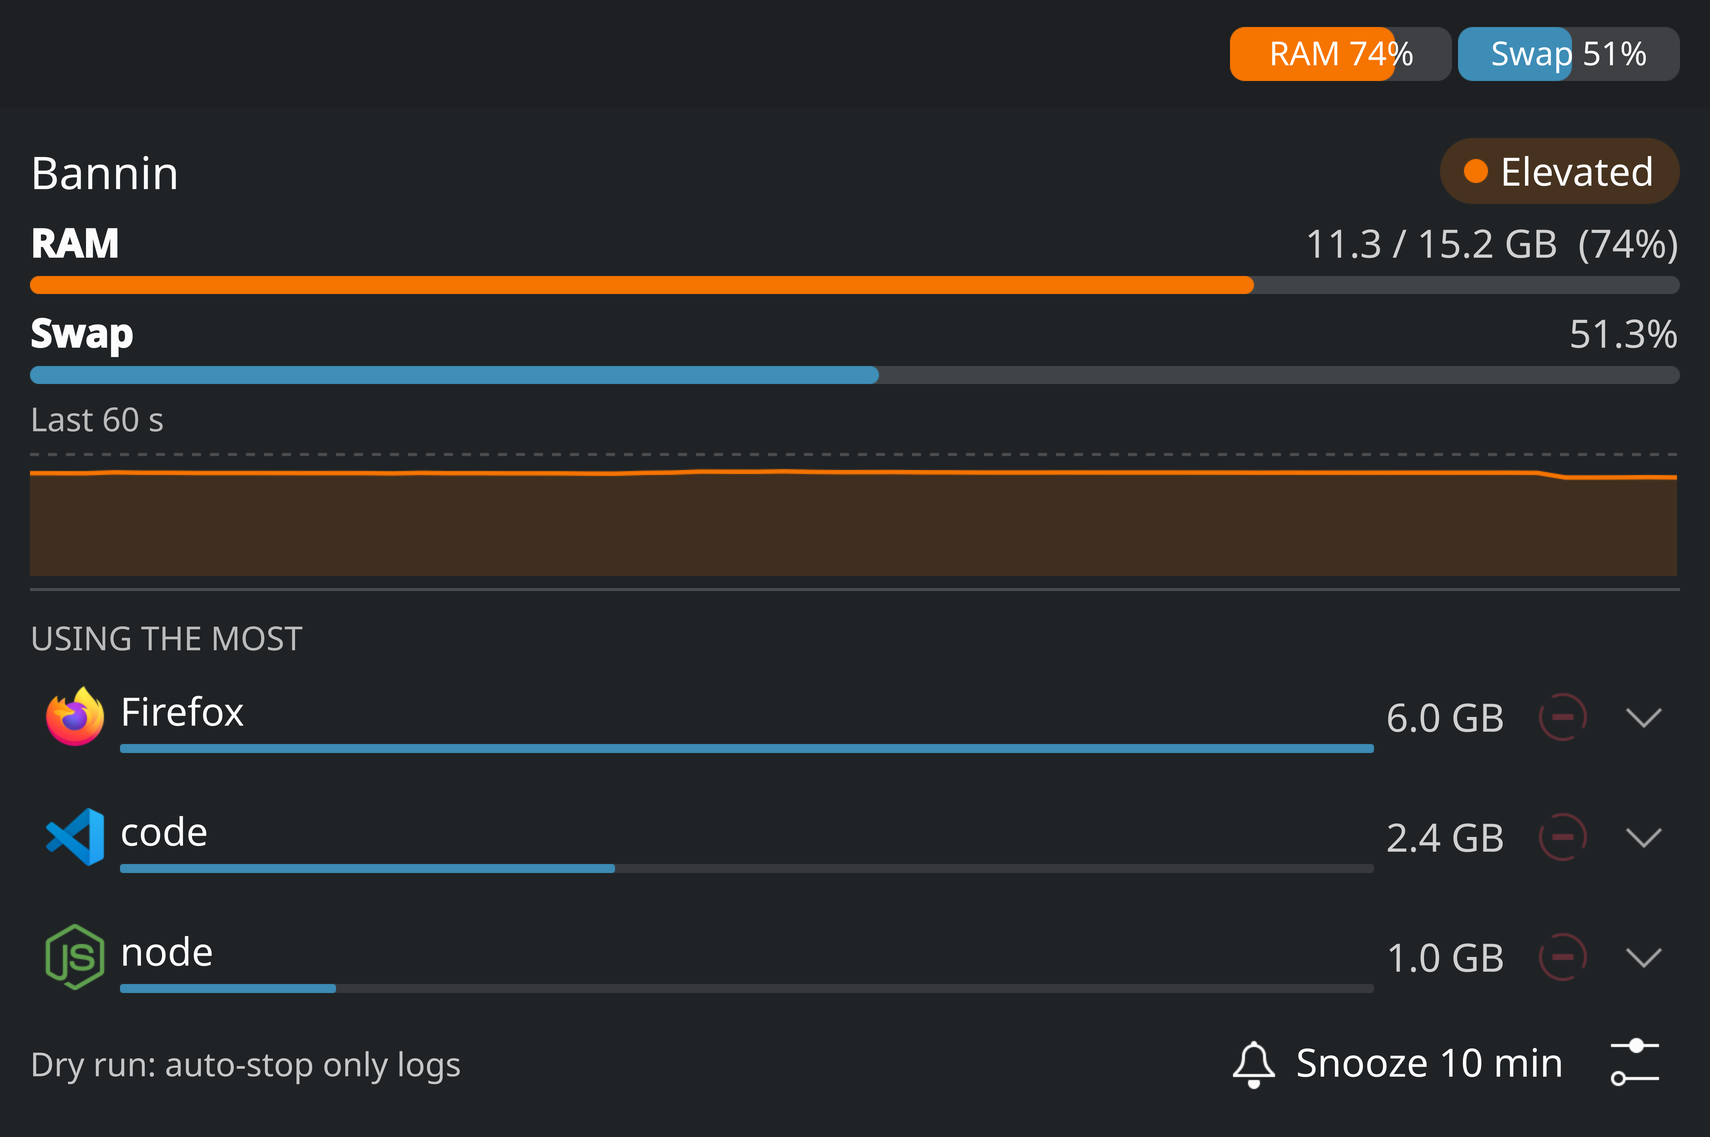 RAM 74% Swap 51%
Bannin Elevated
RAM 11.3 / 15.2 GB (74%)
Swap 51.3%
Last 60 s
USING THE MOST
Firefox 6.0 GB
code 2.4 GB
JS node 1.0 GB
Dry run: auto-stop only logs Snooze 10 min